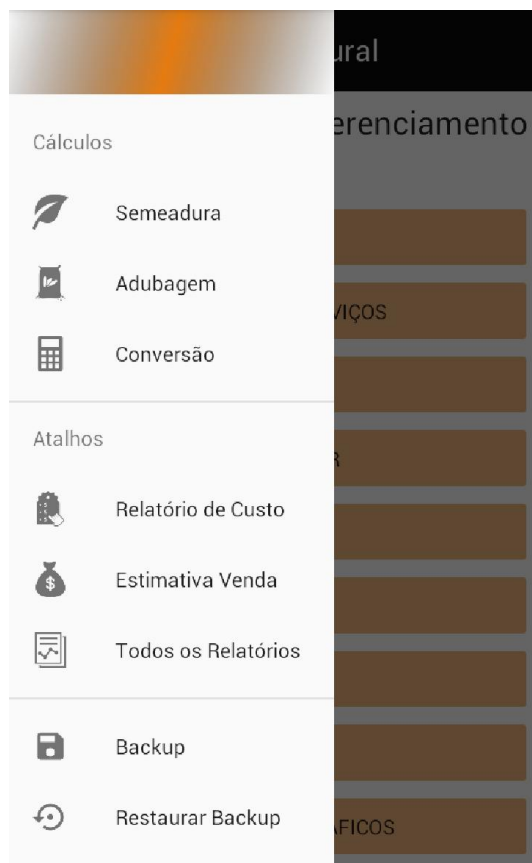 ural
erenciamento
Cálculos
Semeadura
Adubagem
VIÇOS
Conversão
Atalhos
R
Relatório de Custo
Estimativa Venda
Todos os Relatórios
Backup
Restaurar Backup
ÁFICOS